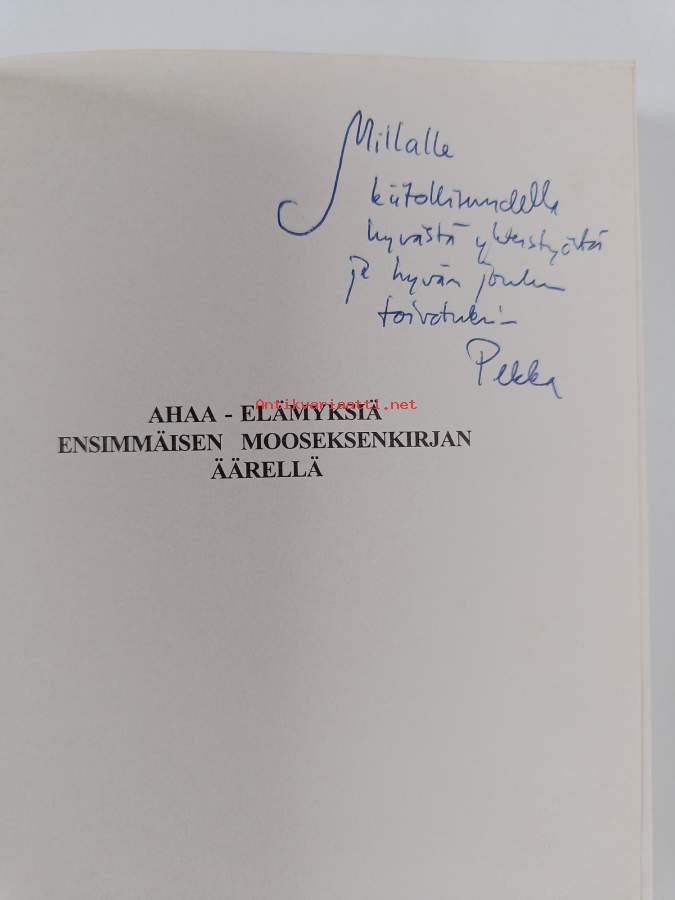 Millalle
kiitollisuudella
hyvästä yhteistyöstä
ja hyvän joulun
toivotuksin
Pekka
Antikvariaatti.net
AHAA - ELÄMYKSIÄ
ENSIMMÄISEN MOOSEKSENKIRJAN
ÄÄRELLÄ